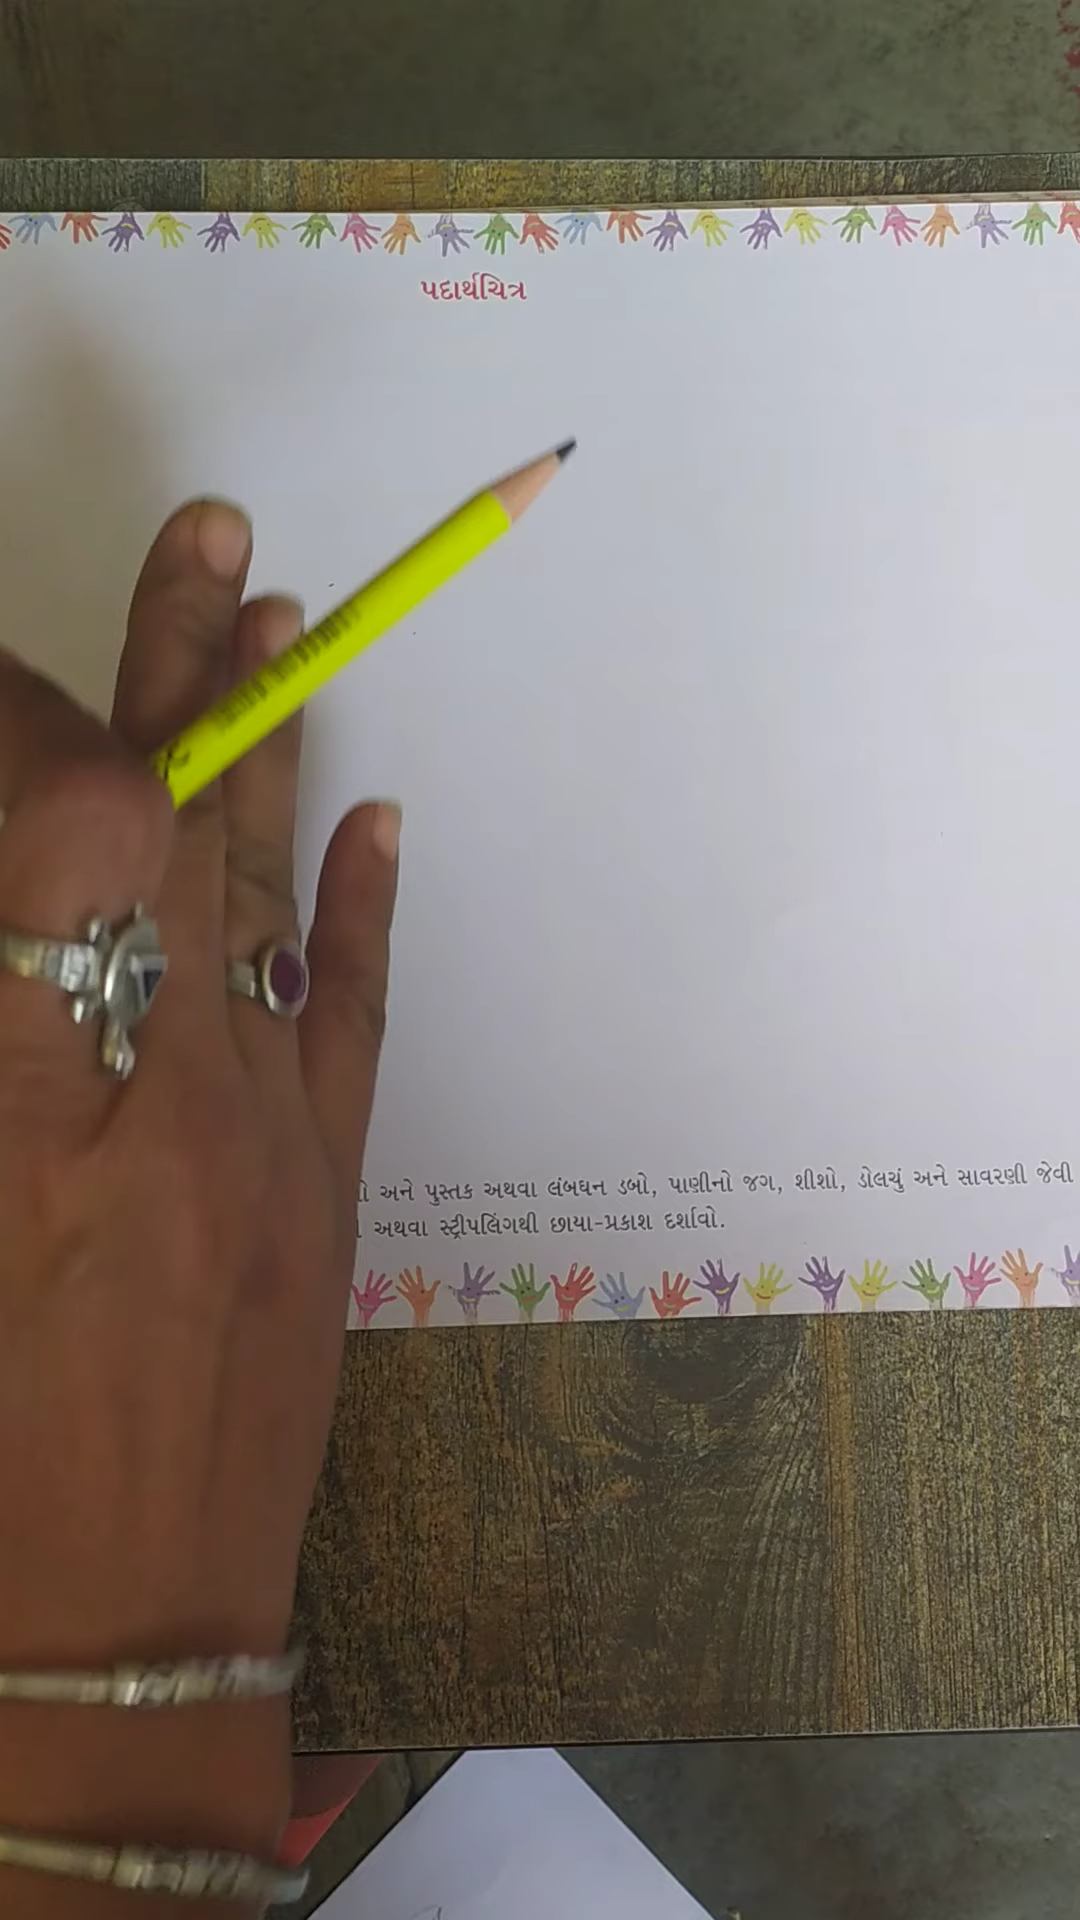 પદાર્થચિત્ર
અને પુસ્તક અથવા લંબઘન ડબો, પાણીનો જગ, શીશો, ડોલચું અને સાવરણી જેવી
અથવા સ્ટ્રીપલિંગથી છાયા-પ્રકાશ દર્શાવો.